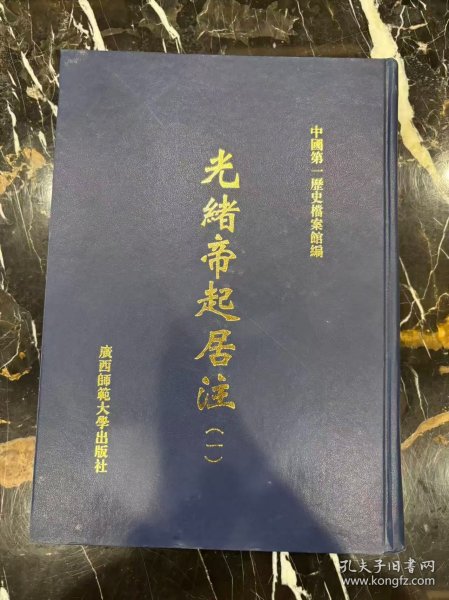 中國第一歷史檔案館編
光緒帝起居注（一）
廣西師範大學出版社
孔夫子旧书网
www.kongfz.com